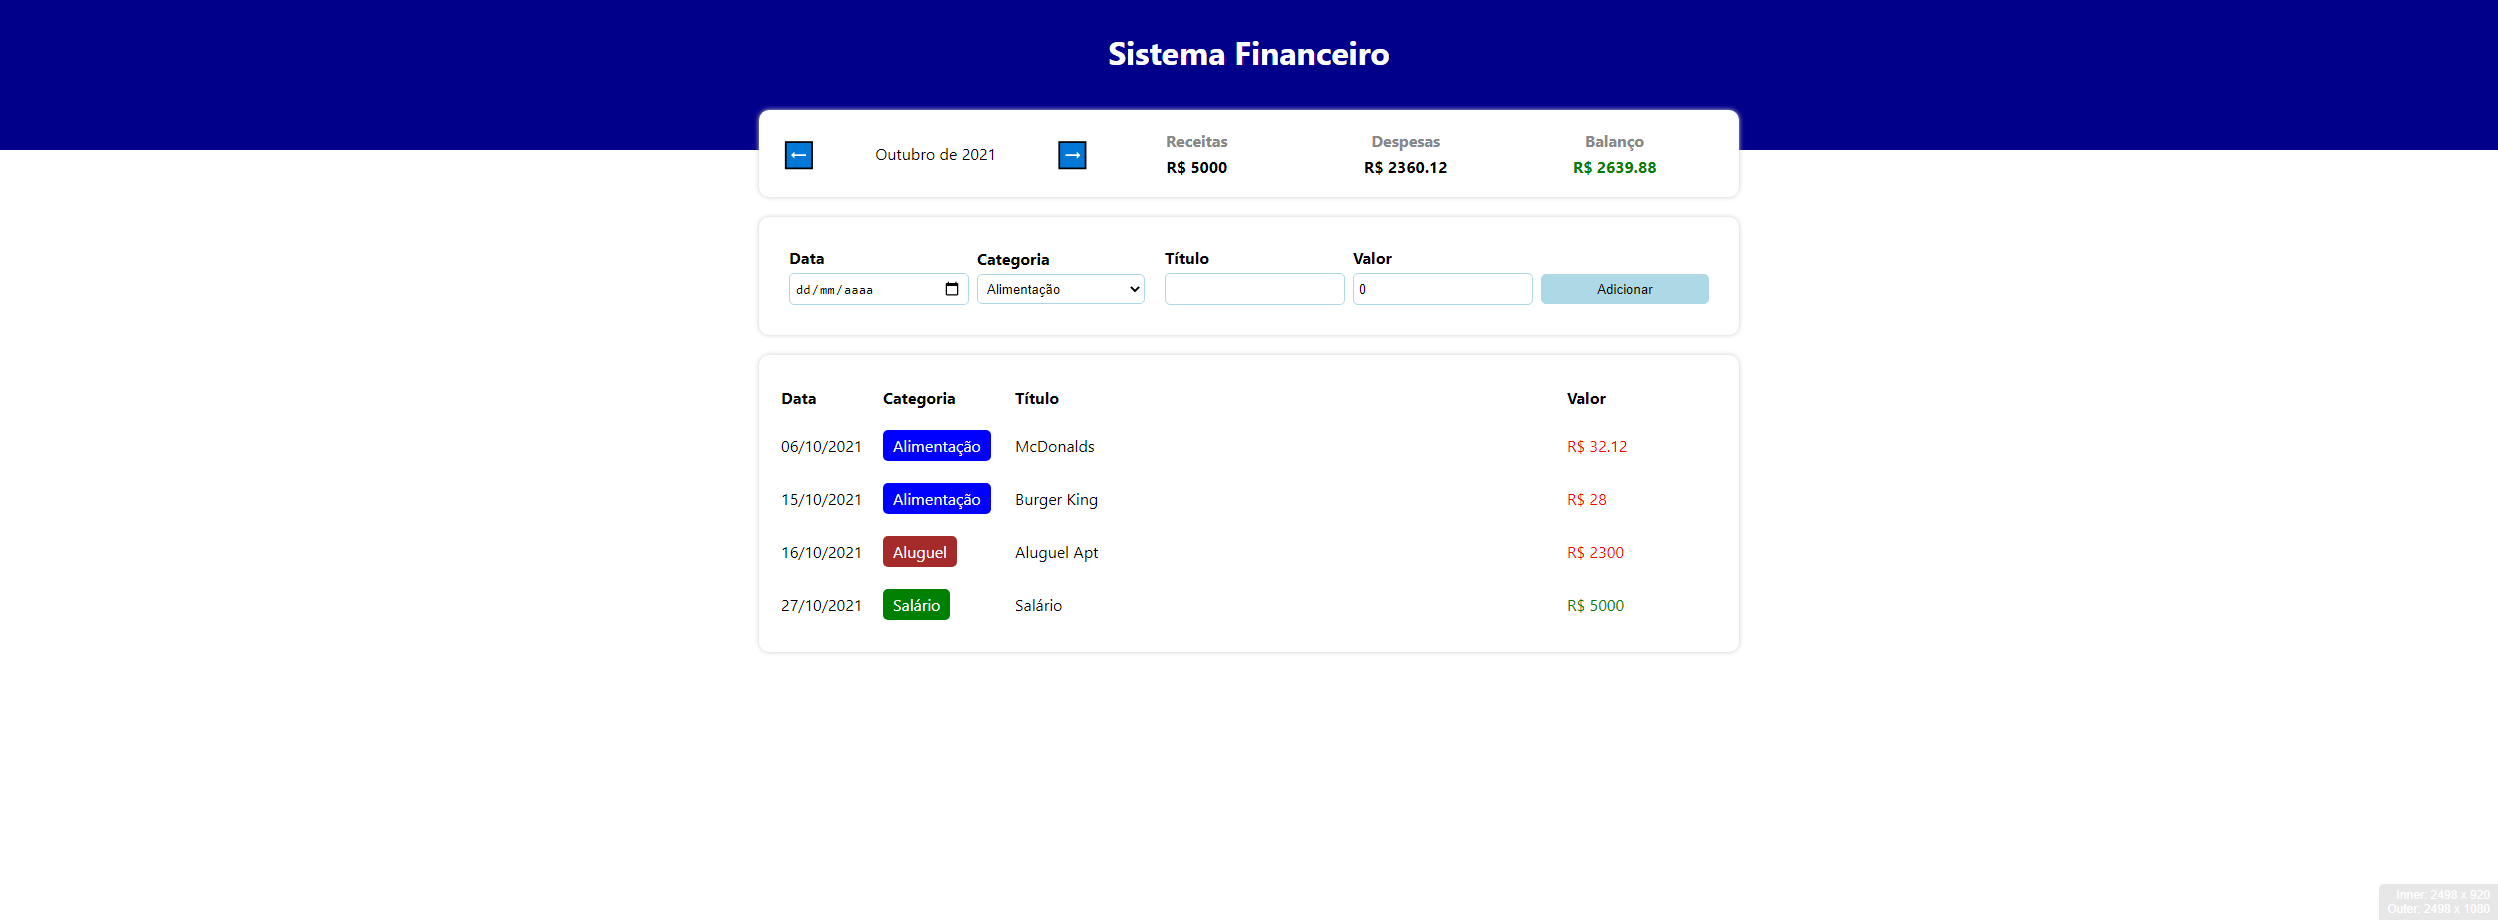 Sistema Financeiro
← Outubro de 2021 →
Receitas Despesas Balanço
R$ 5000 R$ 2360.12 R$ 2639.88
Data Categoria Título Valor
dd/mm/aaaa Alimentação 0 Adicionar
Data Categoria Título Valor
06/10/2021 Alimentação McDonalds R$ 32.12
15/10/2021 Alimentação Burger King R$ 28
16/10/2021 Aluguel Aluguel Apt R$ 2300
27/10/2021 Salário Salário R$ 5000
Inner: 2498 x 920
Outer: 2498 x 1080